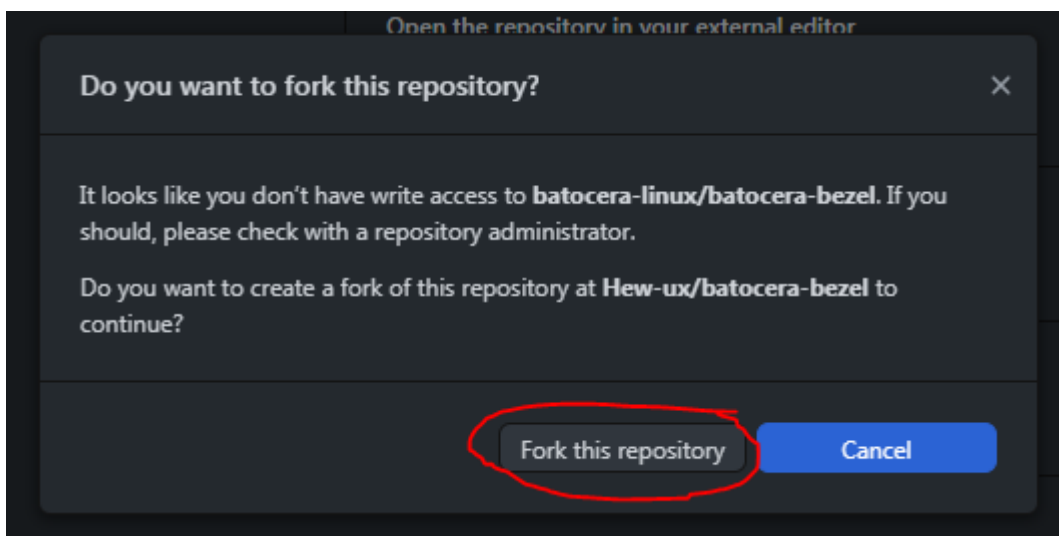 Open the repository in your external editor
Do you want to fork this repository?
It looks like you don't have write access to batocera-linux/batocera-bezel. If you
should, please check with a repository administrator.
Do you want to create a fork of this repository at Hew-ux/batocera-bezel to
continue?
Fork this repository
Cancel